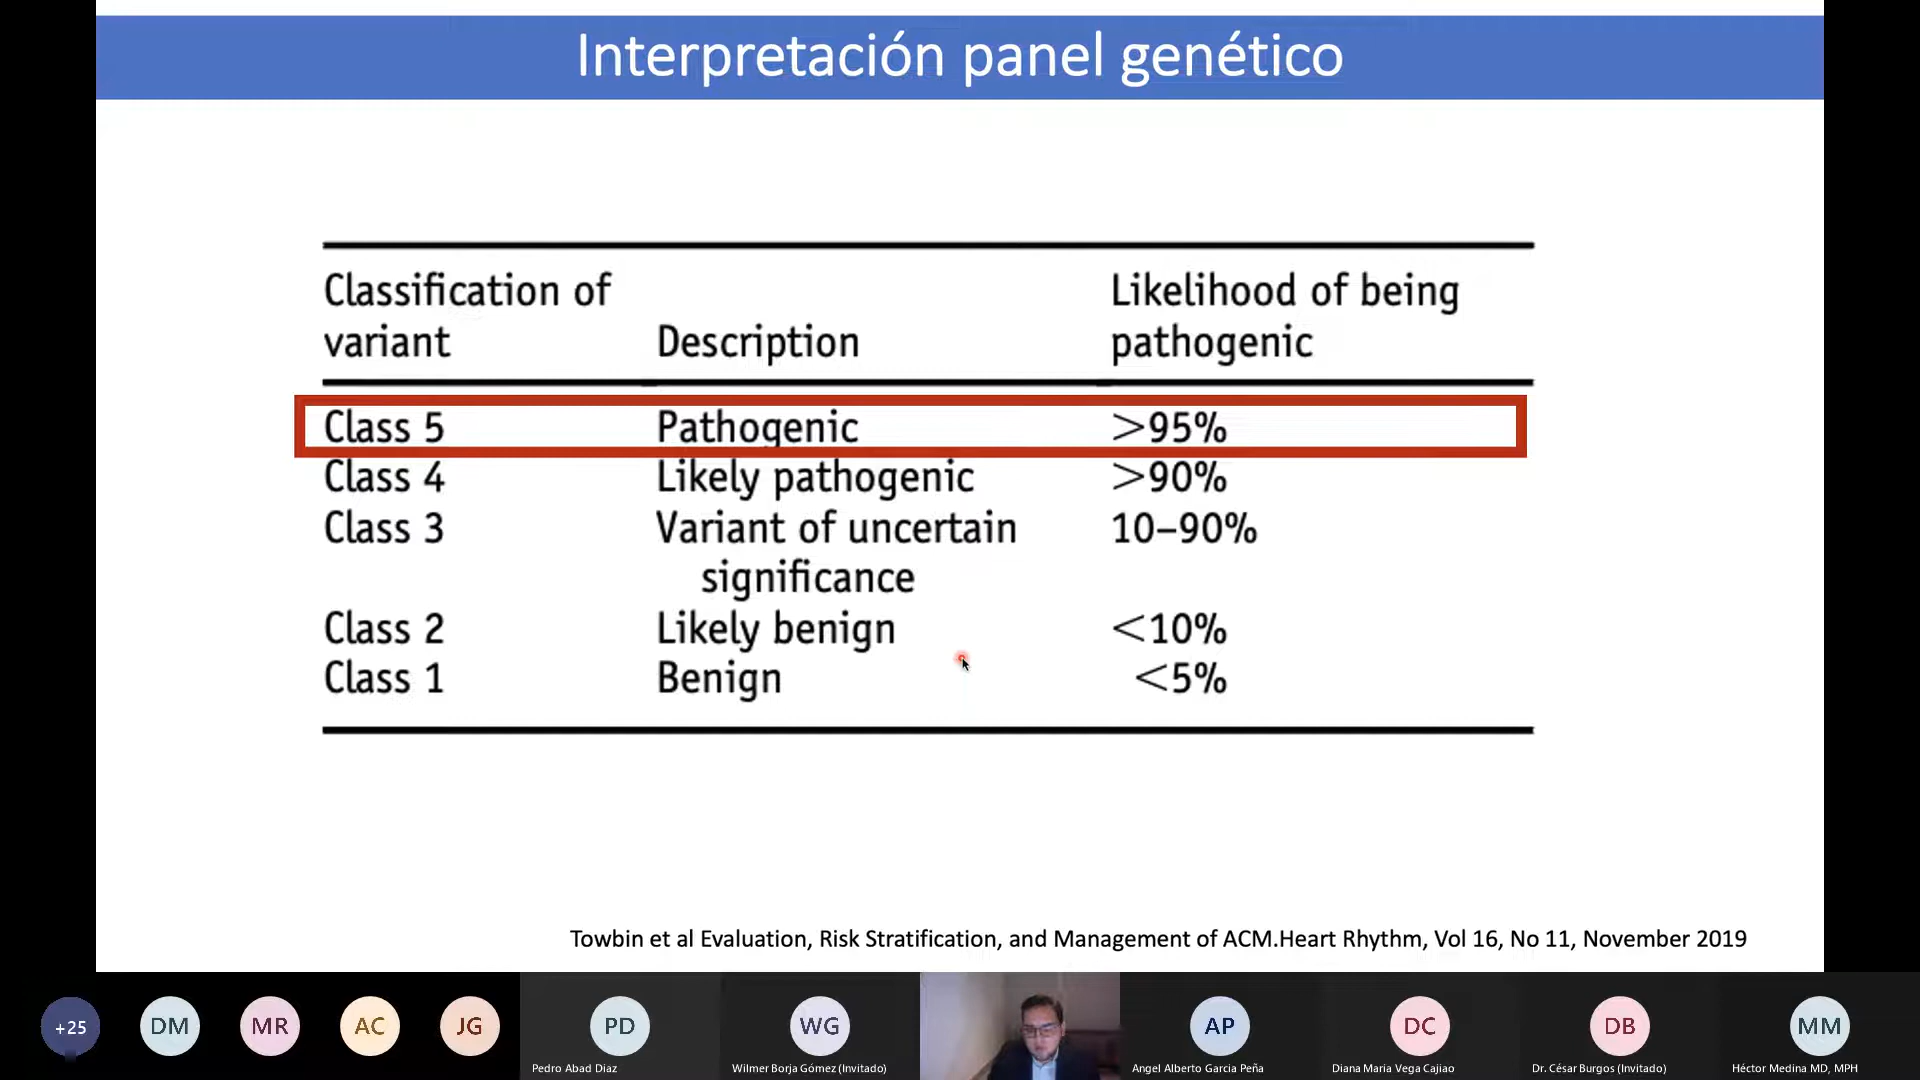 Interpretación panel genético
Classification of variant Description Likelihood of being pathogenic
Class 5 Pathogenic >95%
Class 4 Likely pathogenic >90%
Class 3 Variant of uncertain significance 10–90%
Class 2 Likely benign <10%
Class 1 Benign <5%
Towbin et al Evaluation, Risk Stratification, and Management of ACM.Heart Rhythm, Vol 16, No 11, November 2019
+25 DM MR AC JG PD WG AP DC DB MM
Pedro Abad Diaz Wilmer Borja Gómez (Invitado) Angel Alberto Garcia Peña Diana Maria Vega Cajiao Dr. César Burgos (Invitado) Héctor Medina MD, MPH